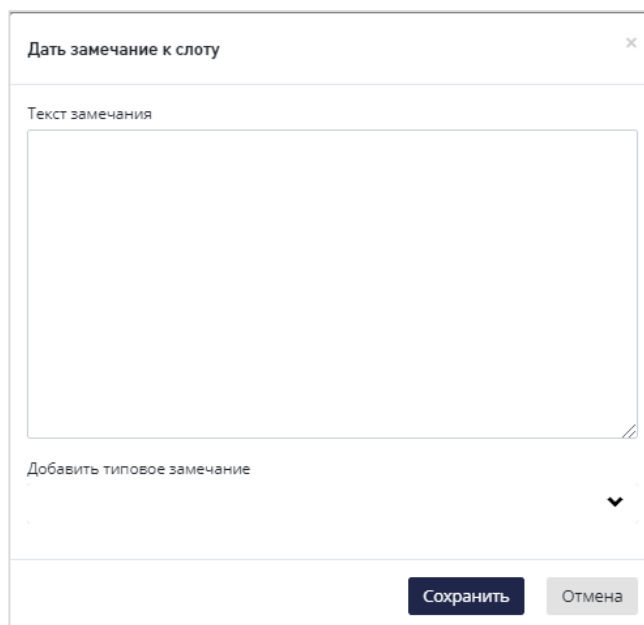 Дать замечание к слоту
Текст замечания
Добавить типовое замечание
Сохранить Отмена